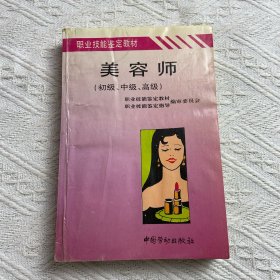 职业技能鉴定教材
美容师
(初级、中级、高级)
职业技能鉴定教材
职业技能鉴定指导 编审委员会
中国劳动出版社